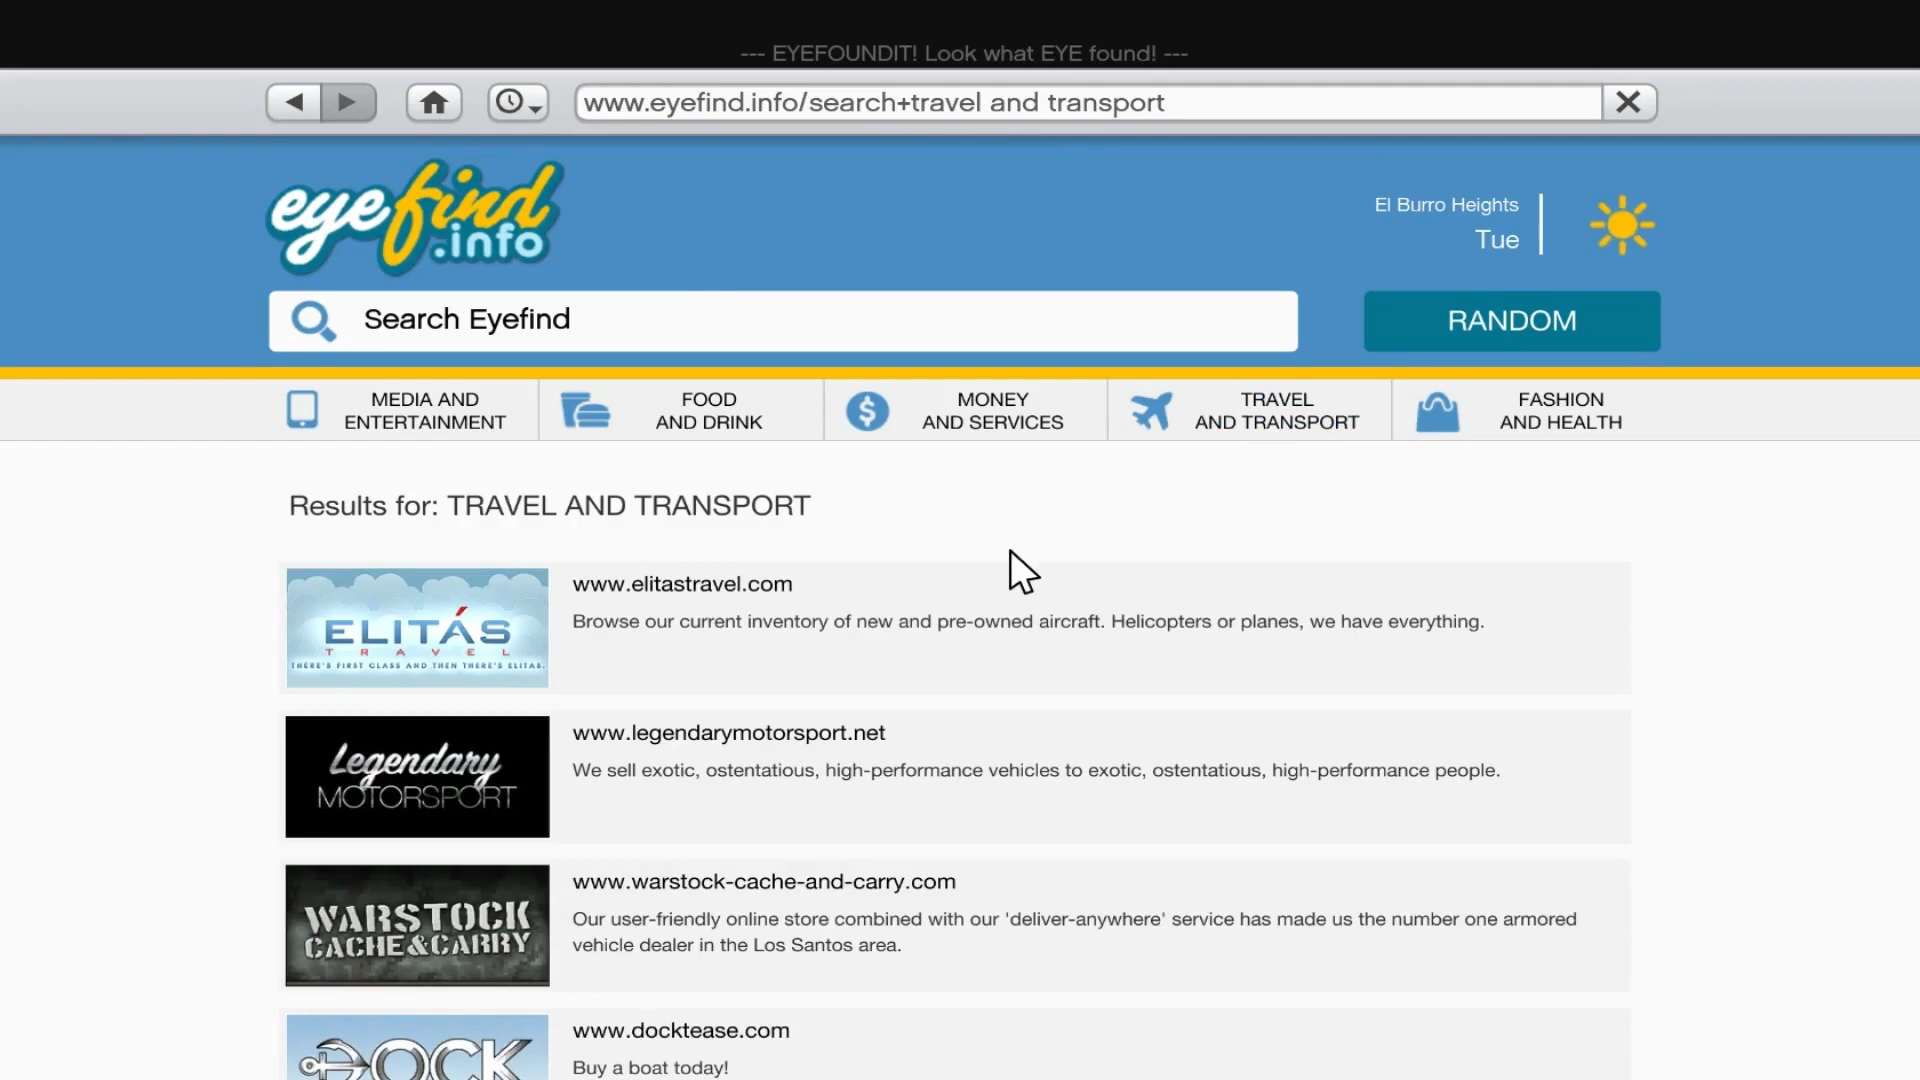 --- EYEFOUNDIT! Look what EYE found! ---
www.eyefind.info/search+travel and transport
eyefind
.info
El Burro Heights
Tue
Search Eyefind
RANDOM
MEDIA AND
ENTERTAINMENT
FOOD
AND DRINK
MONEY
AND SERVICES
TRAVEL
AND TRANSPORT
FASHION
AND HEALTH
Results for: TRAVEL AND TRANSPORT
ELITÁS
TRAVEL
THERE'S FIRST CLASS AND THEN THERE'S ELITAS.
www.elitastravel.com
Browse our current inventory of new and pre-owned aircraft. Helicopters or planes, we have everything.
Legendary
MOTORSPORT
www.legendarymotorsport.net
We sell exotic, ostentatious, high-performance vehicles to exotic, ostentatious, high-performance people.
WARSTOCK
CACHE&CARRY
www.warstock-cache-and-carry.com
Our user-friendly online store combined with our 'deliver-anywhere' service has made us the number one armored
vehicle dealer in the Los Santos area.
DOCK
www.docktease.com
Buy a boat today!